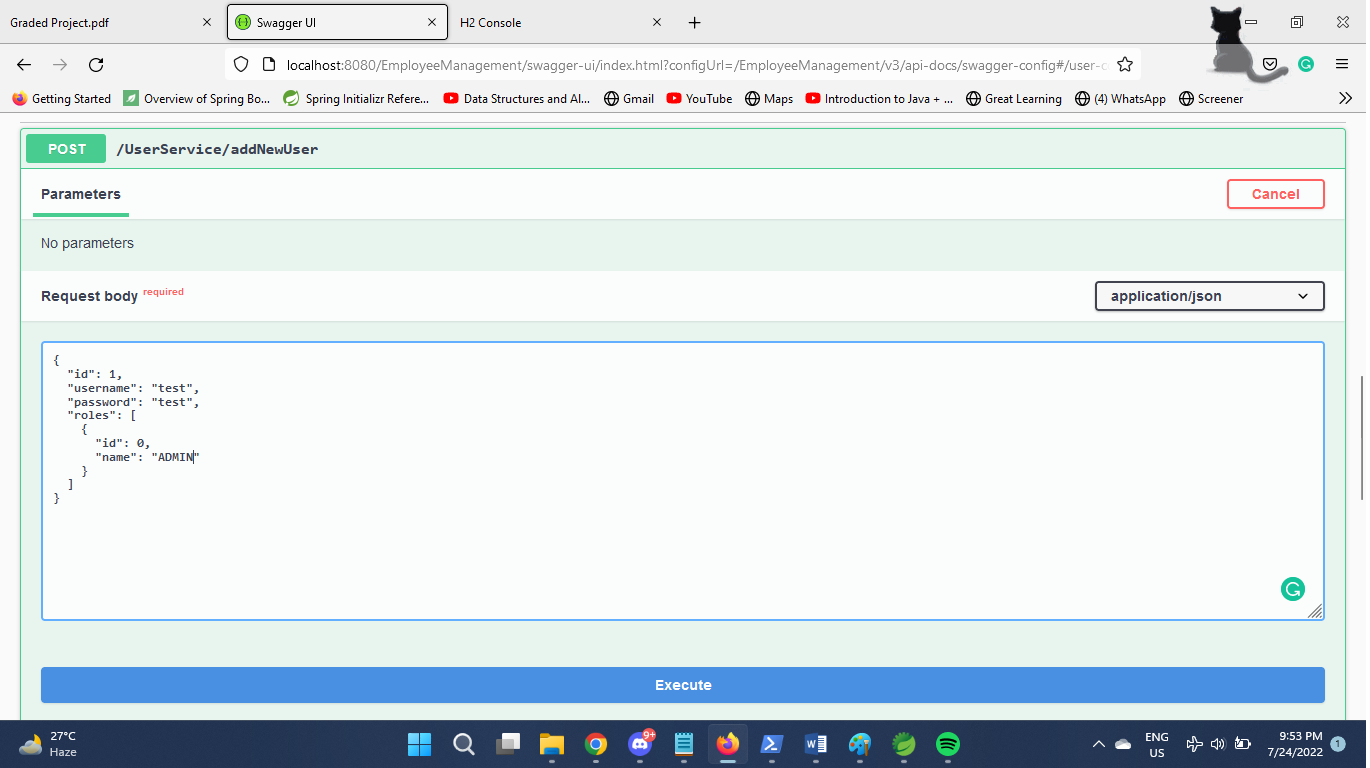 Graded Project.pdf
Swagger UI
H2 Console
localhost:8080/EmployeeManagement/swagger-ui/index.html?configUrl=/EmployeeManagement/v3/api-docs/swagger-config#/user-o
Getting Started
Overview of Spring Bo...
Spring Initializr Refere...
Data Structures and Al...
Gmail
YouTube
Maps
Introduction to Java + ...
Great Learning
(4) WhatsApp
Screener
POST /UserService/addNewUser
Parameters
Cancel
No parameters
Request body required
application/json
{
"id": 1,
"username": "test",
"password": "test",
"roles": [
{
"id": 0,
"name": "ADMIN"
}
]
}
Execute
27°C
Haze
9+
ENG
US
9:53 PM
7/24/2022
1